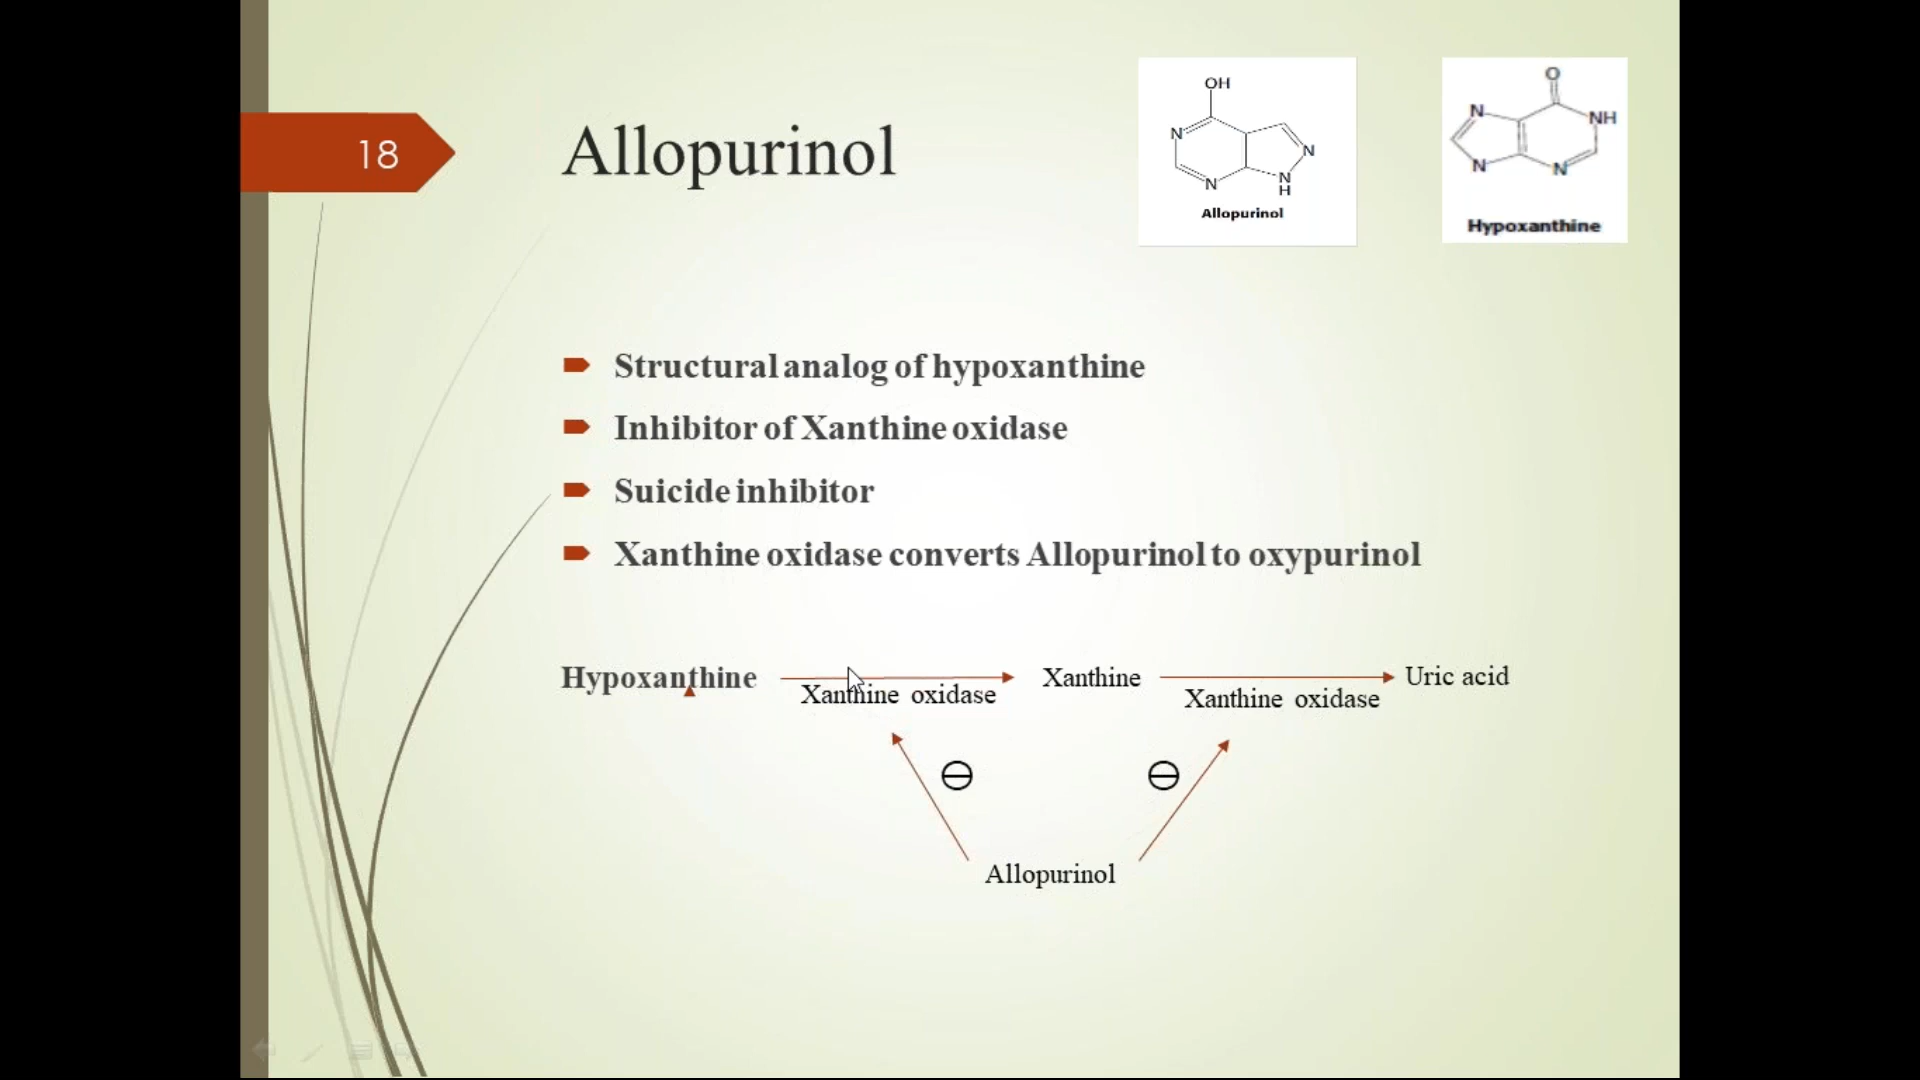 18
Allopurinol
OH
N
N
N
N
H
Allopurinol
O
N
NH
N
N
Hypoxanthine
Structural analog of hypoxanthine
Inhibitor of Xanthine oxidase
Suicide inhibitor
Xanthine oxidase converts Allopurinol to oxypurinol
Hypoxanthine
Xanthine oxidase
Xanthine
Xanthine oxidase
Uric acid
Allopurinol